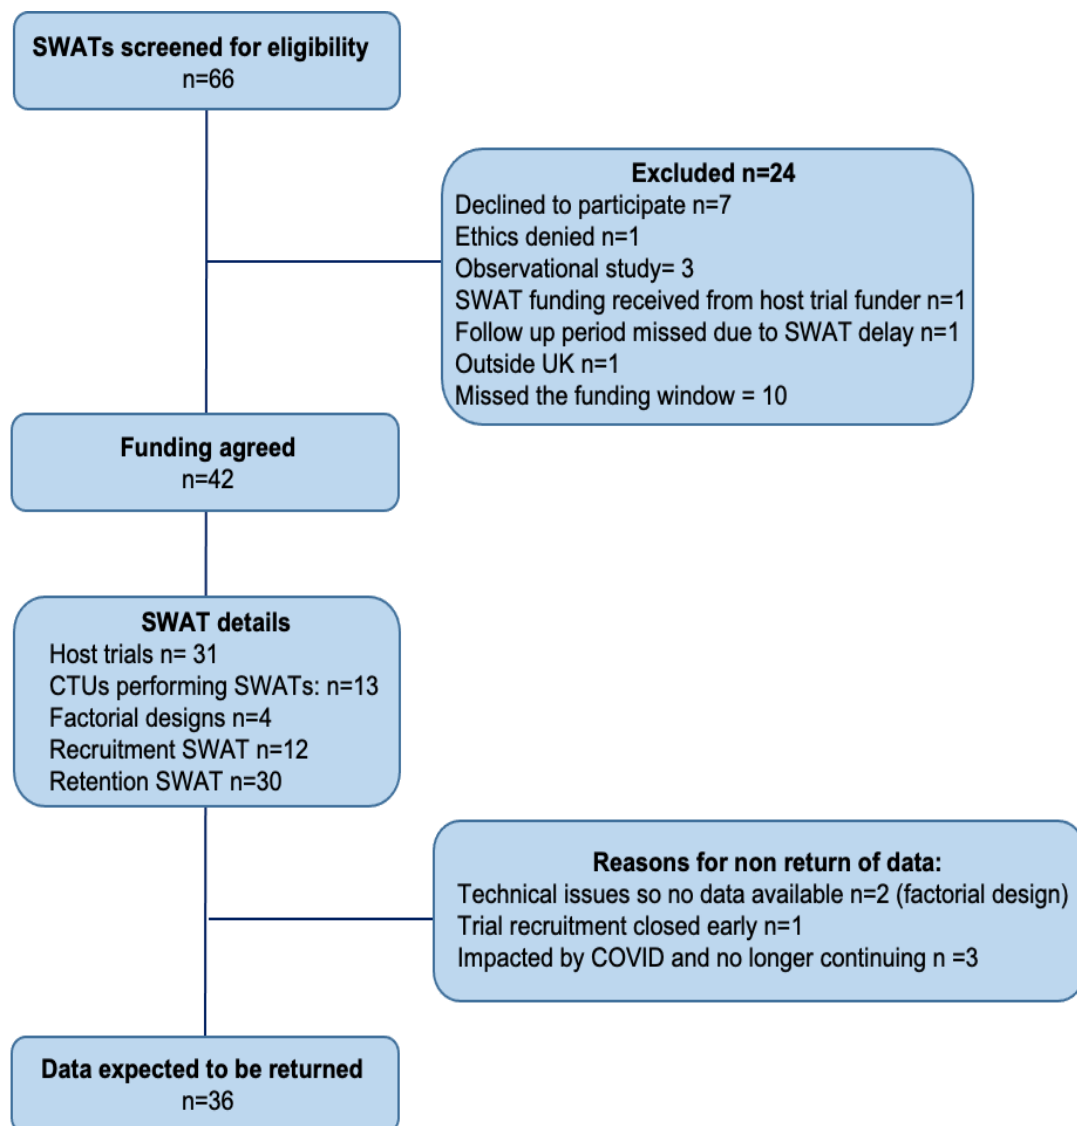 SWATs screened for eligibility
n=66
Excluded n=24
Declined to participate n=7
Ethics denied n=1
Observational study= 3
SWAT funding received from host trial funder n=1
Follow up period missed due to SWAT delay n=1
Outside UK n=1
Missed the funding window = 10
Funding agreed
n=42
SWAT details
Host trials n= 31
CTUs performing SWATs: n=13
Factorial designs n=4
Recruitment SWAT n=12
Retention SWAT n=30
Reasons for non return of data:
Technical issues so no data available n=2 (factorial design)
Trial recruitment closed early n=1
Impacted by COVID and no longer continuing n =3
Data expected to be returned
n=36